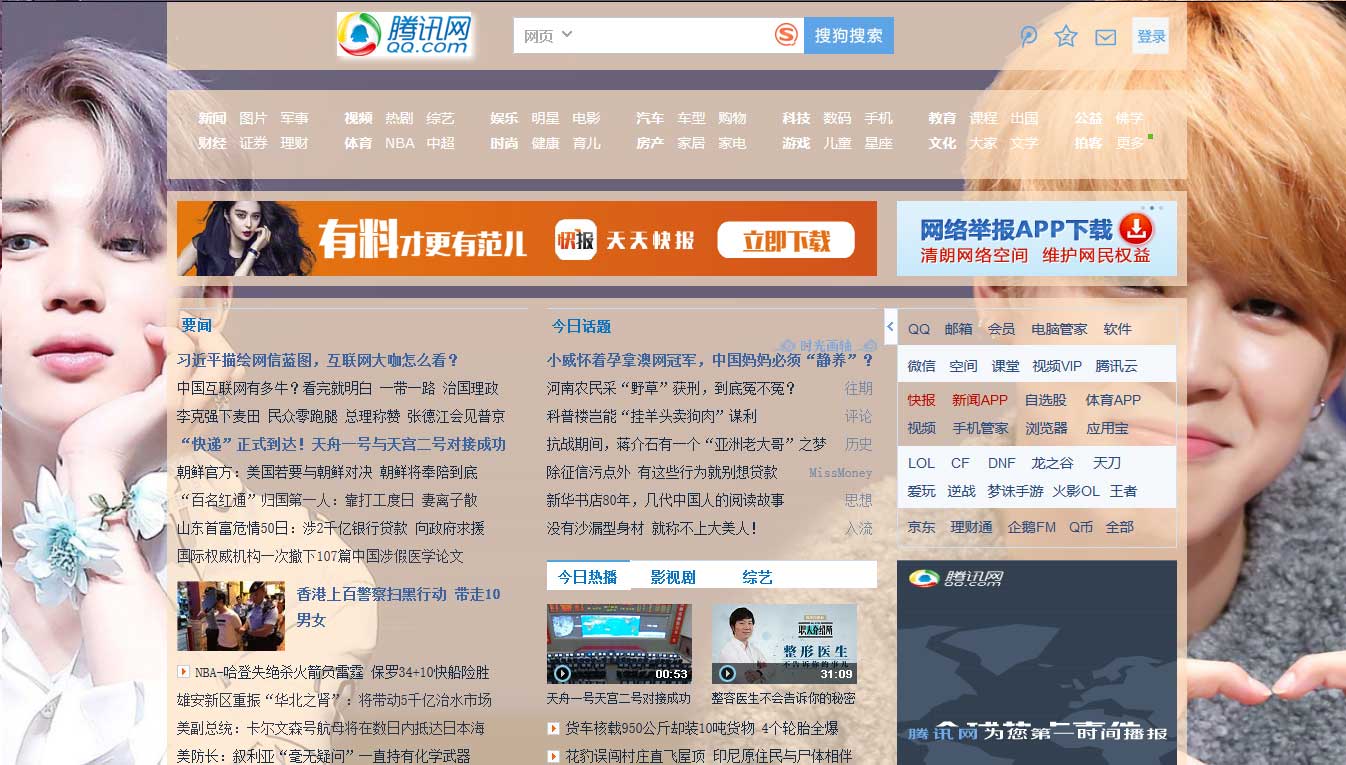 腾讯网
QQ.com
网页
搜狗搜索
登录
新闻 图片 军事 视频 热剧 综艺 娱乐 明星 电影 汽车 车型 购物 科技 数码 手机 教育 课程 出国 公益 佛学
财经 证券 理财 体育 NBA 中超 时尚 健康 育儿 房产 家居 家电 游戏 儿童 星座 文化 大家 文学 拍客 更多
有料才更有范儿
快报
天天快报
立即下载
网络举报APP下载
清朗网络空间 维护网民权益
要闻
习近平描绘网信蓝图，互联网大咖怎么看？
中国互联网有多牛？看完就明白 一带一路 治国理政
李克强下麦田 民众零跑腿 总理称赞 张德江会见普京
“快递”正式到达！天舟一号与天宫二号对接成功
朝鲜官方：美国若要与朝鲜对决 朝鲜将奉陪到底
“百名红通”归国第一人：靠打工度日 妻离子散
山东首富危情50日：涉2千亿银行贷款 向政府求援
国际权威机构一次撤下107篇中国涉假医学论文
香港上百警察扫黑行动 带走10
男女
NBA-哈登失绝杀火箭负雷霆 保罗34+10快船险胜
雄安新区重振“华北之肾”：将带动5千亿治水市场
美副总统：卡尔文森号航母将在数日内抵达日本海
美防长：叙利亚“毫无疑问”一直持有化学武器
今日话题
时光画轴
小威怀着孕拿澳网冠军，中国妈妈必须“静养”？
河南农民采“野草”获刑，到底冤不冤？ 往期
科普楼岂能“挂羊头卖狗肉”谋利 评论
抗战期间，蒋介石有一个“亚洲老大哥”之梦 历史
除征信污点外 有这些行为就别想贷款 MissMoney
新华书店80年，几代中国人的阅读故事 思想
没有沙漏型身材 就称不上大美人！ 入流
今日热播 影视剧 综艺
00:53
整形医生
不告诉你的事儿
31:09
天舟一号天宫二号对接成功 整容医生不会告诉你的秘密
货车核载950公斤却装10吨货物 4个轮胎全爆
花豹误闯村庄直飞屋顶 印尼原住民与尸体相伴
QQ 邮箱 会员 电脑管家 软件
微信 空间 课堂 视频VIP 腾讯云
快报 新闻APP 自选股 体育APP
视频 手机管家 浏览器 应用宝
LOL CF DNF 龙之谷 天刀
爱玩 逆战 梦诛手游 火影OL 王者
京东 理财通 企鹅FM Q币 全部
腾讯网
QQ.com
腾讯网为您第一时间播报